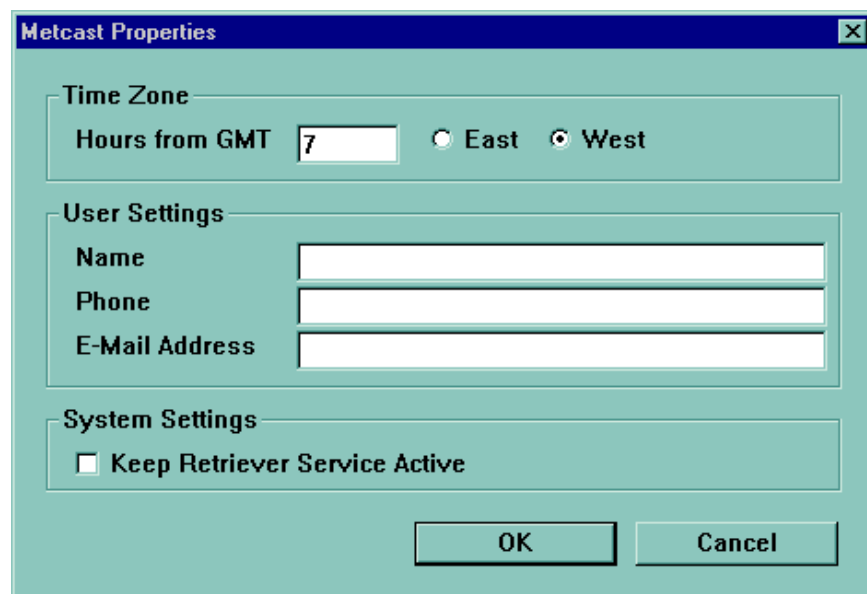 Metcast Properties
Time Zone
Hours from GMT 7 East West
User Settings
Name
Phone
E-Mail Address
System Settings
Keep Retriever Service Active
OK Cancel